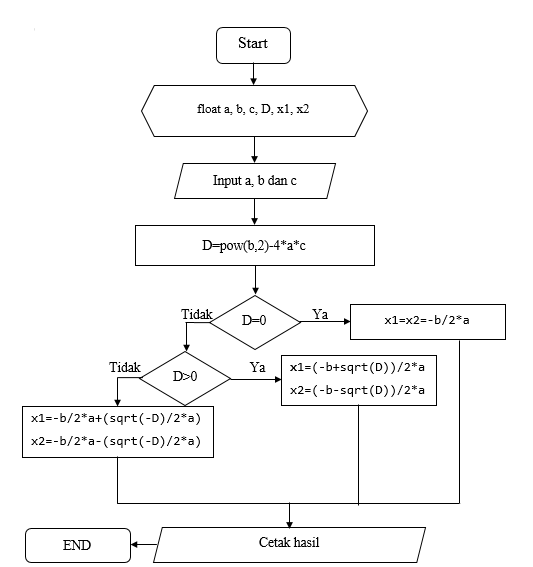 Start
float a, b, c, D, x1, x2
Input a, b dan c
D=pow(b,2)-4*a*c
Tidak
D=0
Ya
x1=x2=-b/2*a
Tidak
D>0
Ya
x1=(-b+sqrt(D))/2*a
x2=(-b-sqrt(D))/2*a
x1=-b/2*a+(sqrt(-D)/2*a)
x2=-b/2*a-(sqrt(-D)/2*a)
Cetak hasil
END